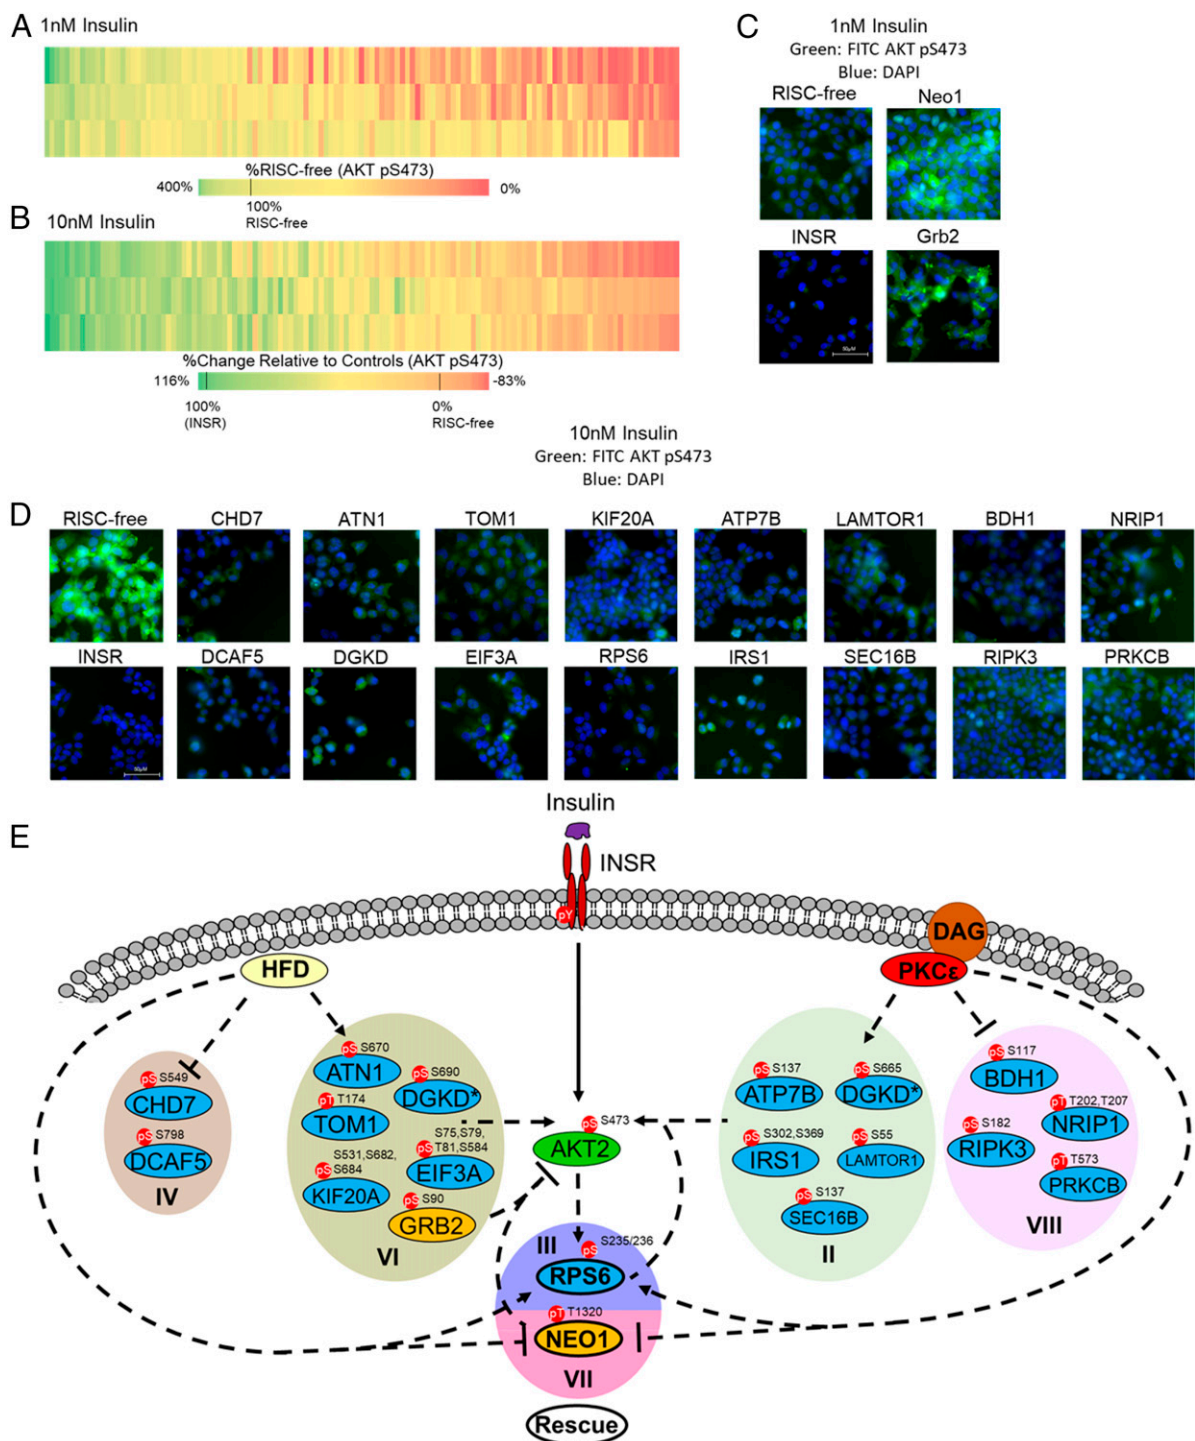 A
1nM Insulin
%RISC-free (AKT pS473)
400%
0%
100%
RISC-free
B
10nM Insulin
%Change Relative to Controls (AKT pS473)
116%
-83%
100%
(INSR)
0%
RISC-free
C
1nM Insulin
Green: FITC AKT pS473
Blue: DAPI
RISC-free
Neo1
INSR
Grb2
50μM
10nM Insulin
Green: FITC AKT pS473
Blue: DAPI
D
RISC-free
CHD7
ATN1
TOM1
KIF20A
ATP7B
LAMTOR1
BDH1
NRIP1
INSR
DCAF5
DGKD
EIF3A
RPS6
IRS1
SEC16B
RIPK3
PRKCB
50μM
E
Insulin
INSR
pY
DAG
HFD
PKCε
pS S549
CHD7
pS S798
DCAF5
IV
pS S670
ATN1
pS S690
DGKD*
pT T174
TOM1
S75,S79,
pS T81,S584
EIF3A
S531,S682,
pS S684
KIF20A
pS S90
GRB2
VI
pS S473
AKT2
III
pS S235/236
RPS6
pT T1320
NEO1
VII
Rescue
pS S137
ATP7B
pS S665
DGKD*
pS S302,S369
IRS1
pS S55
LAMTOR1
pS S137
SEC16B
II
pS S117
BDH1
pT T202,T207
NRIP1
pS S182
RIPK3
pT T573
PRKCB
VIII